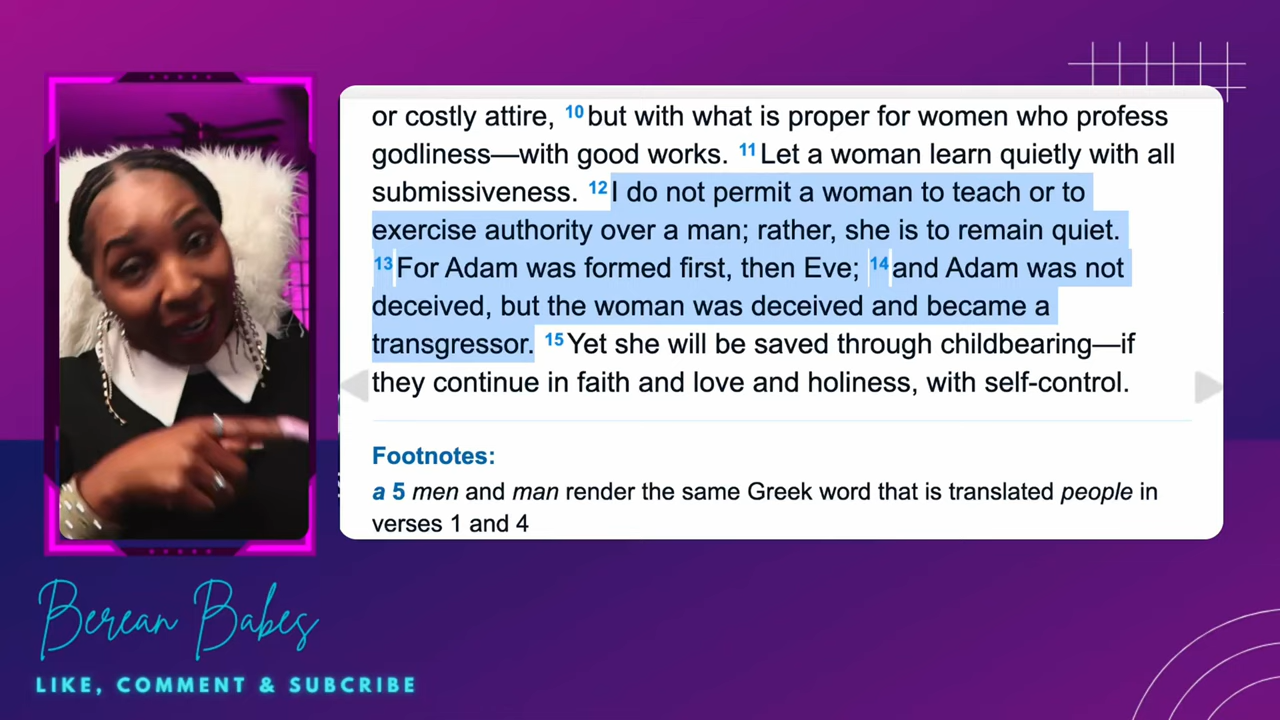 or costly attire, 10 but with what is proper for women who profess
godliness—with good works. 11 Let a woman learn quietly with all
submissiveness. 12 I do not permit a woman to teach or to
exercise authority over a man; rather, she is to remain quiet.
13 For Adam was formed first, then Eve; 14 and Adam was not
deceived, but the woman was deceived and became a
transgressor. 15 Yet she will be saved through childbearing—if
they continue in faith and love and holiness, with self-control.
Footnotes:
a 5 men and man render the same Greek word that is translated people in
verses 1 and 4
Berean Babes
LIKE, COMMENT & SUBCRIBE